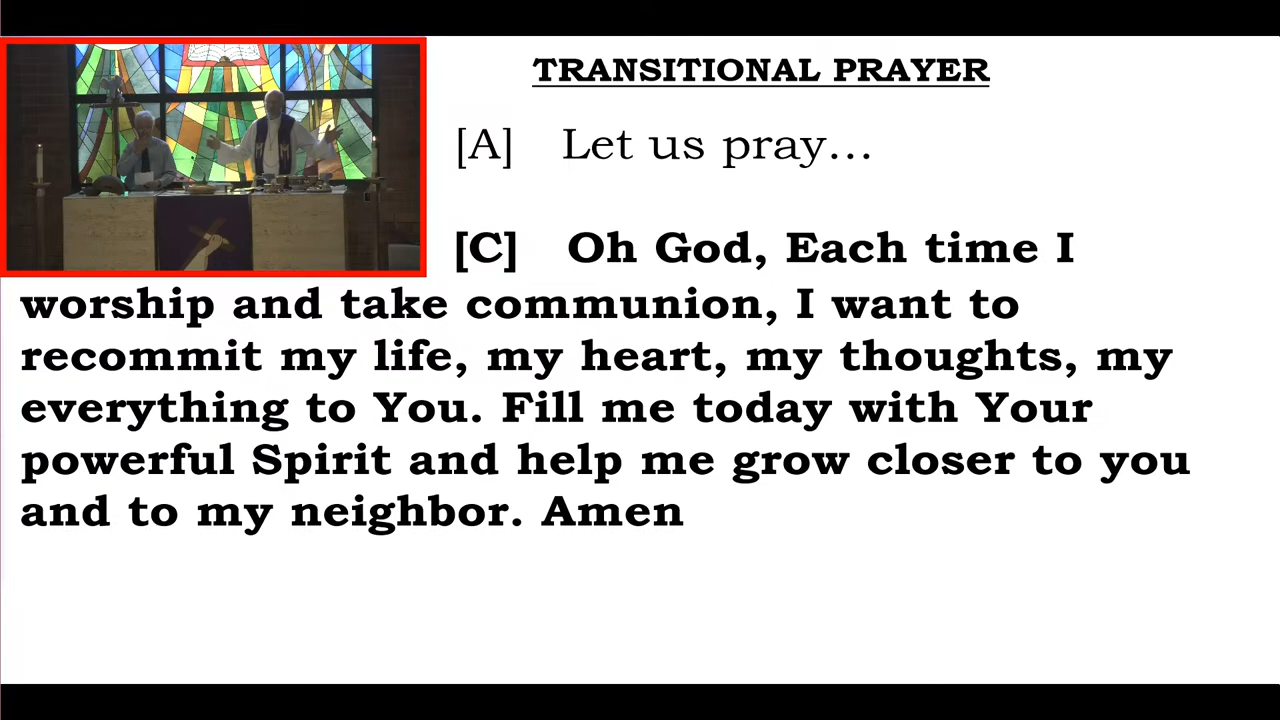 TRANSITIONAL PRAYER
[A] Let us pray...
[C] Oh God, Each time I
worship and take communion, I want to
recommit my life, my heart, my thoughts, my
everything to You. Fill me today with Your
powerful Spirit and help me grow closer to you
and to my neighbor. Amen